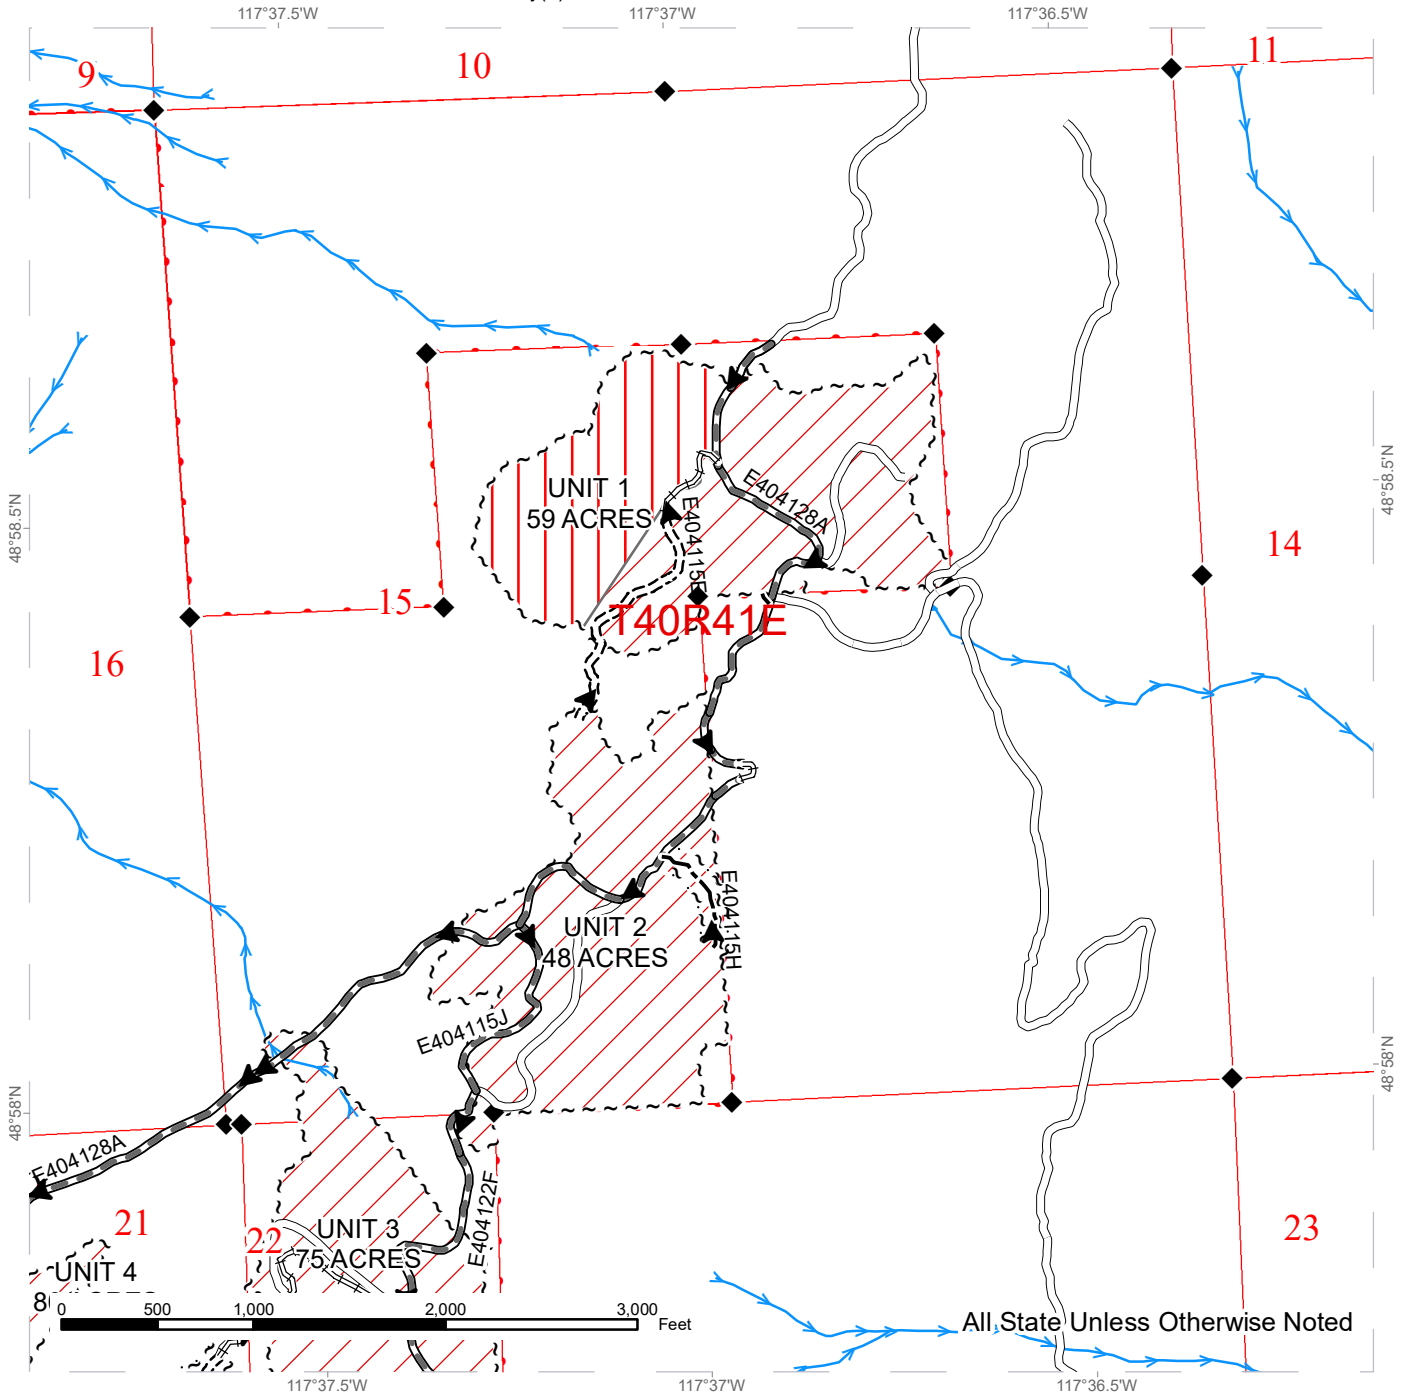 117°37.5'W
117°37'W
117°36.5'W
9
10
11
UNIT 1
59 ACRES
E404128A
E404115E
48°58.5'N
48°58.5'N
14
15
T40R41E
16
UNIT 2
48 ACRES
E404115H
E404115J
48°58'N
48°58'N
E404128A
E404122F
21
22
UNIT 3
75 ACRES
23
UNIT 4
0
500
1,000
2,000
3,000
Feet
All State Unless Otherwise Noted
117°37.5'W
117°37'W
117°36.5'W